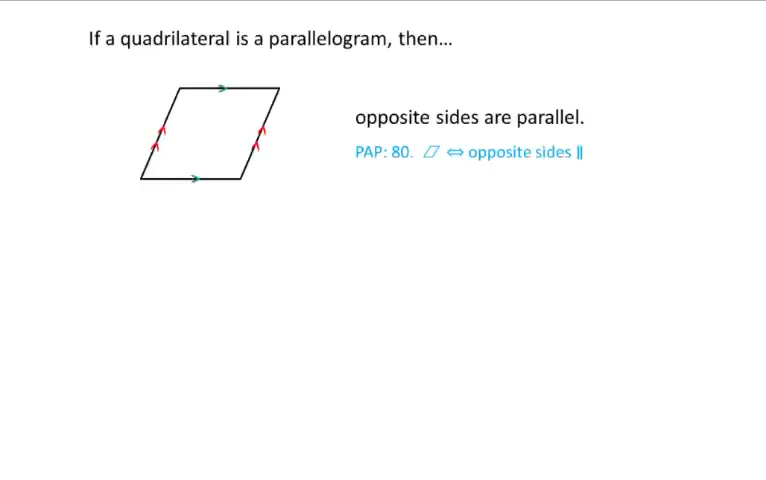 If a quadrilateral is a parallelogram, then...
opposite sides are parallel.
PAP: 80. ▱ ⇔ opposite sides ∥